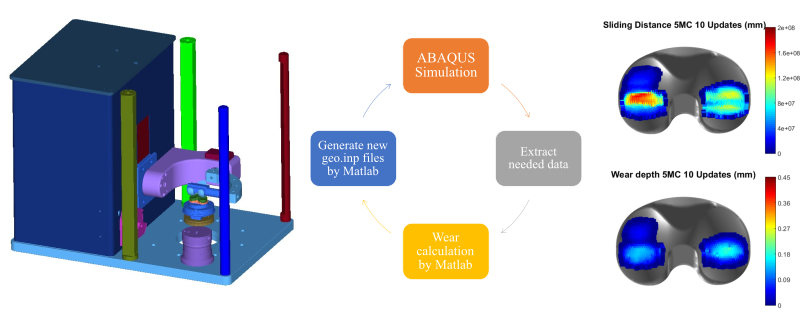 ABAQUS
Simulation
Extract
needed data
Wear
calculation
by Matlab
Generate new
geo.inp files
by Matlab
Sliding Distance 5MC 10 Updates (mm)
2e+08
1.6e+08
1.2e+08
8e+07
4e+07
0
Wear depth 5MC 10 Updates (mm)
0.45
0.36
0.27
0.18
0.09
0